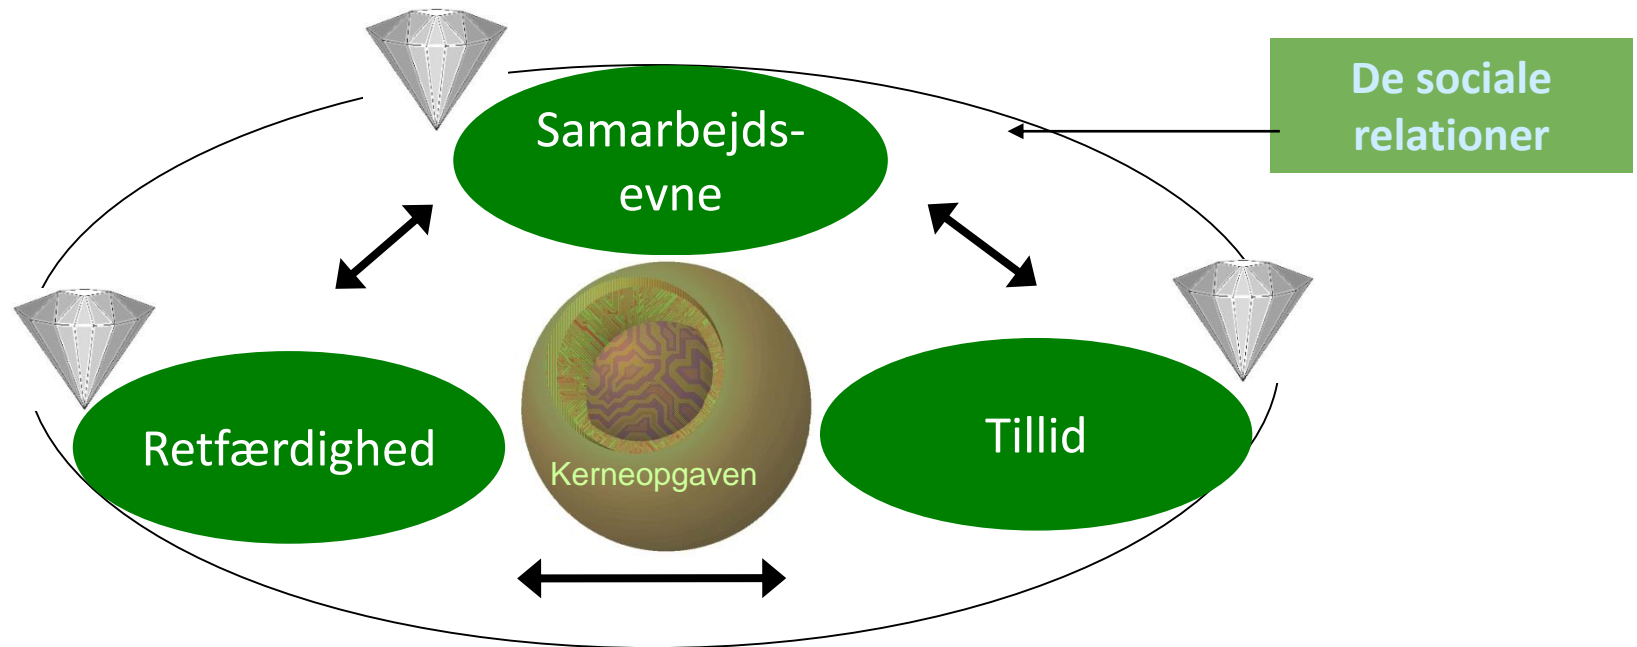 De sociale
relationer
Samarbejds-
evne
Retfærdighed
Tillid
Kerneopgaven